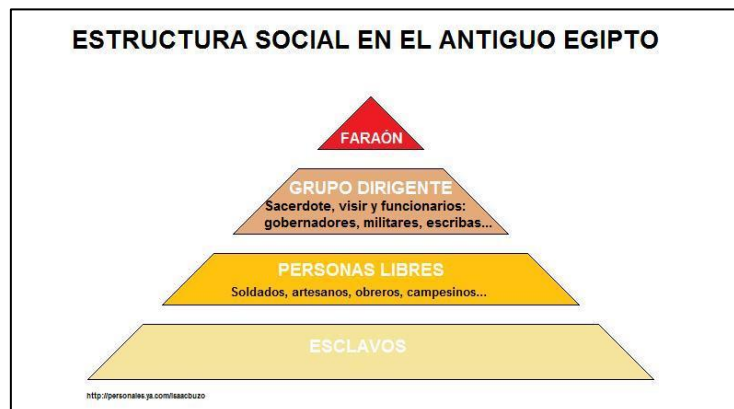 ESTRUCTURA SOCIAL EN EL ANTIGUO EGIPTO
FARAÓN
GRUPO DIRIGENTE
Sacerdote, visir y funcionarios:
gobernadores, militares, escribas...
PERSONAS LIBRES
Soldados, artesanos, obreros, campesinos...
ESCLAVOS
http://personales.ya.com/isaacbuzo